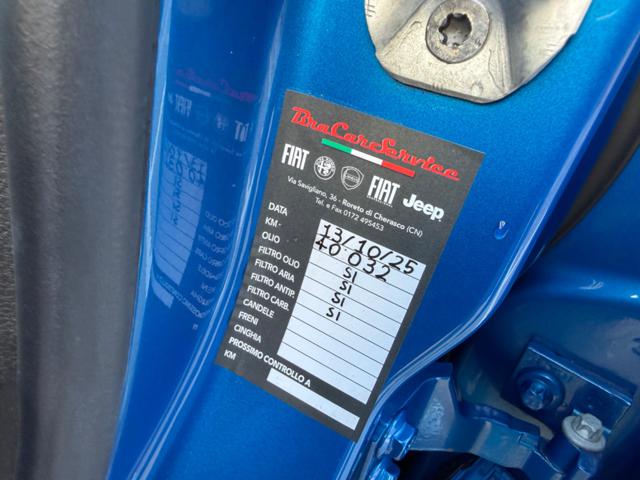 BraCarService
FIAT FIAT Jeep
Via Savigliano, 36 - Roreto di Cherasco (CN)
Tel. e Fax 0172 495453
DATA 13/10/25
KM - 40 032
OLIO SI
FILTRO OLIO SI
FILTRO ARIA SI
FILTRO ANTIP. SI
FILTRO CARB.
CANDELE
FRENI
CINGHIA
PROSSIMO CONTROLLO A
KM